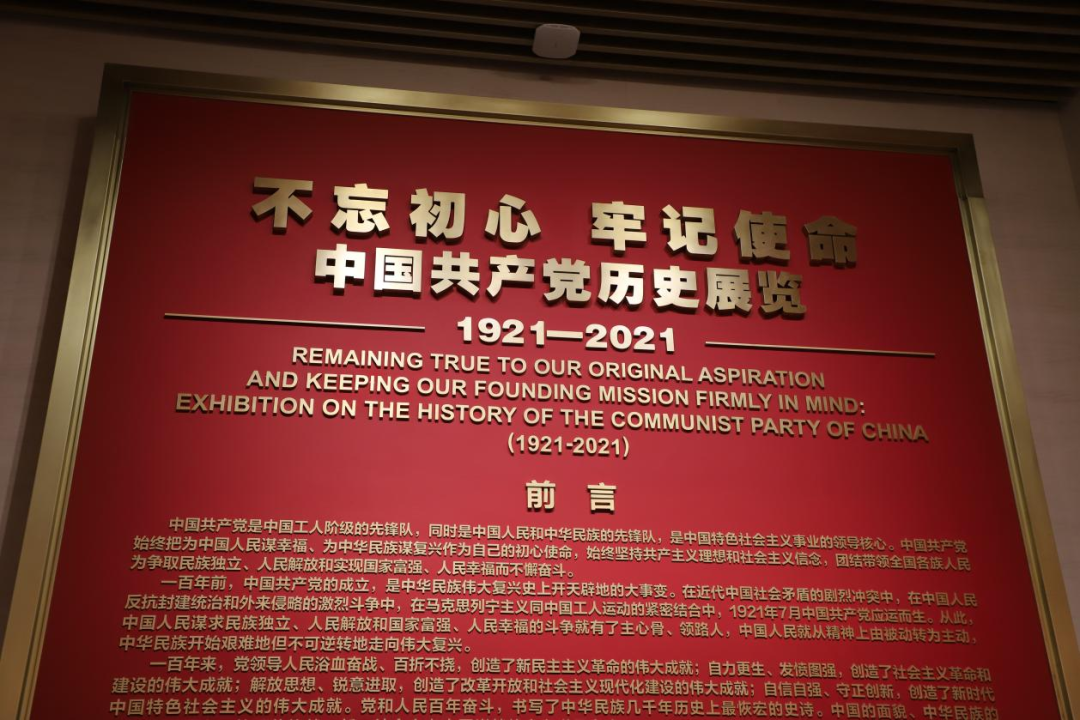 不忘初心 牢记使命
中国共产党历史展览
1921—2021
REMAINING TRUE TO OUR ORIGINAL ASPIRATION
AND KEEPING OUR FOUNDING MISSION FIRMLY IN MIND:
EXHIBITION ON THE HISTORY OF THE COMMUNIST PARTY OF CHINA
(1921-2021)
前 言
中国共产党是中国工人阶级的先锋队，同时是中国人民和中华民族的先锋队，是中国特色社会主义事业的领导核心。中国共产党
始终把为中国人民谋幸福、为中华民族谋复兴作为自己的初心使命，始终坚持共产主义理想和社会主义信念，团结带领全国各族人民
为争取民族独立、人民解放和实现国家富强、人民幸福而不懈奋斗。
一百年前，中国共产党的成立，是中华民族伟大复兴史上开天辟地的大事变。在近代中国社会矛盾的剧烈冲突中，在中国人民
反抗封建统治和外来侵略的激烈斗争中，在马克思列宁主义同中国工人运动的紧密结合中，1921年7月中国共产党应运而生。从此，
中国人民谋求民族独立、人民解放和国家富强、人民幸福的斗争就有了主心骨、领路人，中国人民就从精神上由被动转为主动，
中华民族开始艰难地但不可逆转地走向伟大复兴。
一百年来，党领导人民浴血奋战、百折不挠，创造了新民主主义革命的伟大成就；自力更生、发愤图强，创造了社会主义革命和
建设的伟大成就；解放思想、锐意进取，创造了改革开放和社会主义现代化建设的伟大成就；自信自强、守正创新，创造了新时代
中国特色社会主义的伟大成就。党和人民百年奋斗，书写了中华民族几千年历史上最恢宏的史诗。中国的面貌、中华民族的